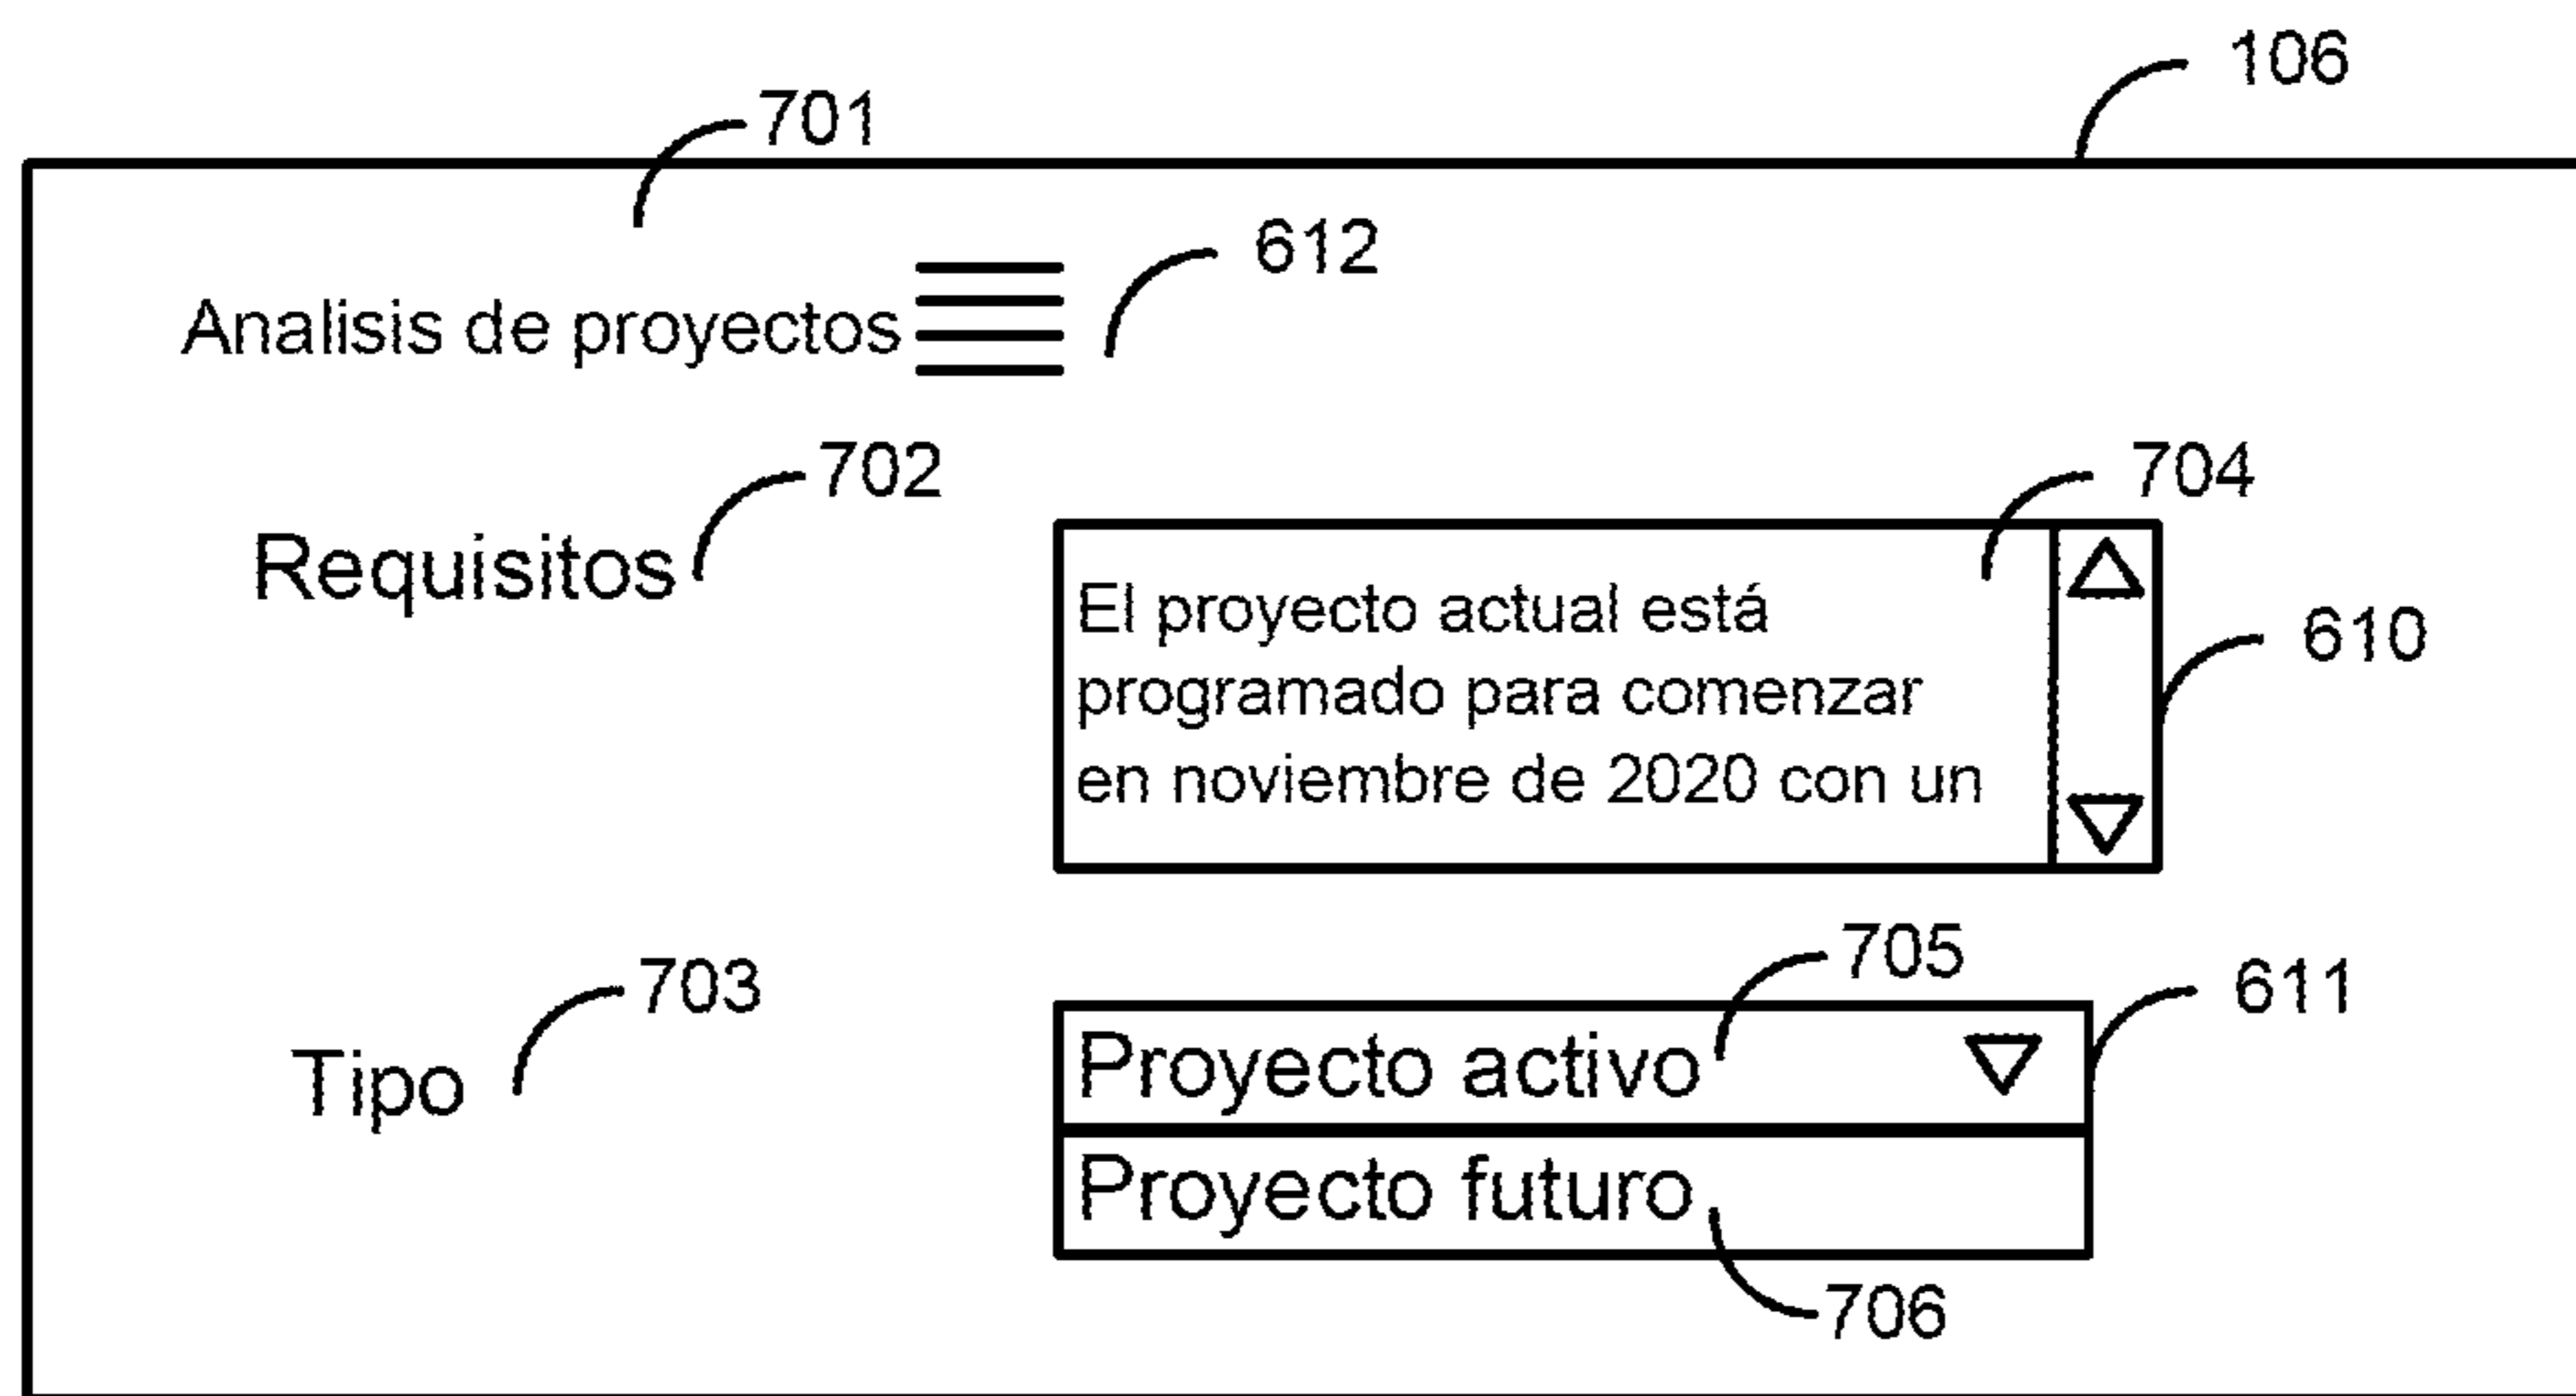 106
701
612
Analisis de proyectos
702
704
Requisitos
El proyecto actual está
programado para comenzar
en noviembre de 2020 con un
610
703
705
611
Tipo
Proyecto activo
Proyecto futuro
706